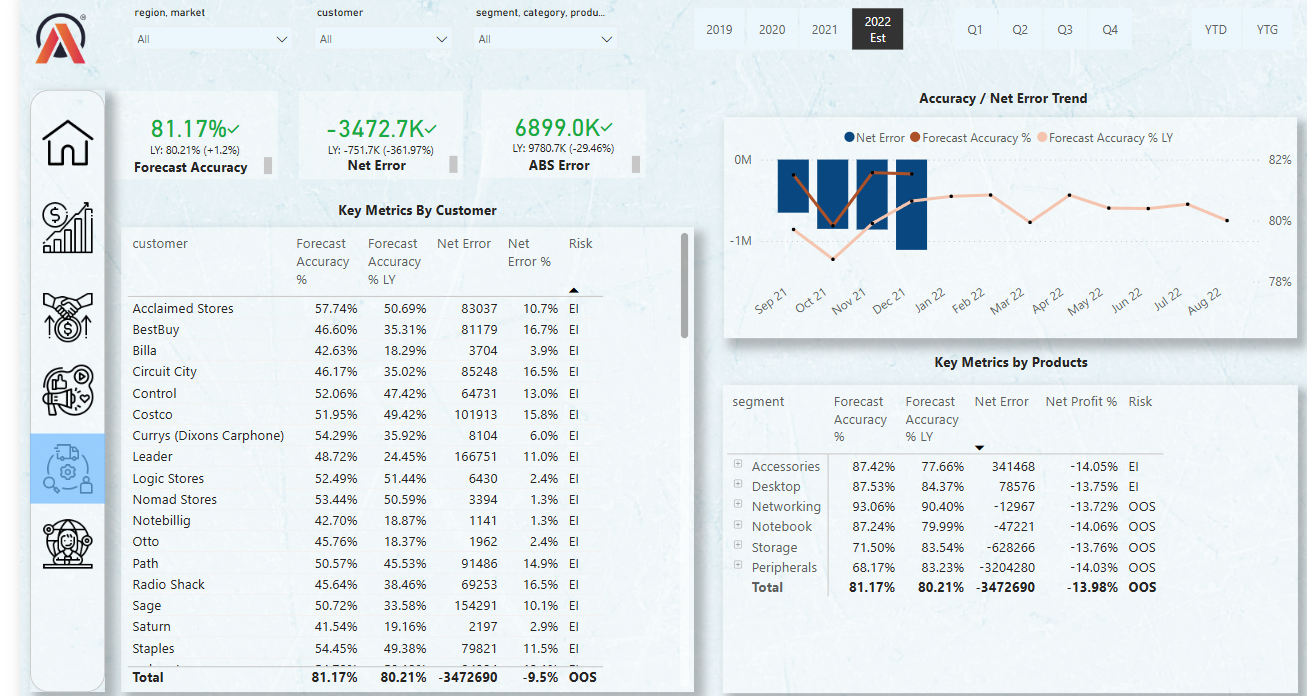 region, market
customer
segment, category, produ...
All
All
All
2019
2020
2021
2022
Est
Q1
Q2
Q3
Q4
YTD
YTG
81.17%
LY: 80.21% (+1.2%)
Forecast Accuracy
-3472.7K
LY: -751.7K (-361.97%)
Net Error
6899.0K
LY: 9780.7K (-29.46%)
ABS Error
Key Metrics By Customer
customer Forecast Accuracy % Forecast Accuracy % LY Net Error Net Error % Risk
Acclaimed Stores 57.74% 50.69% 83037 10.7% EI
BestBuy 46.60% 35.31% 81179 16.7% EI
Billa 42.63% 18.29% 3704 3.9% EI
Circuit City 46.17% 35.02% 85248 16.5% EI
Control 52.06% 47.42% 64731 13.0% EI
Costco 51.95% 49.42% 101913 15.8% EI
Currys (Dixons Carphone) 54.29% 35.92% 8104 6.0% EI
Leader 48.72% 24.45% 166751 11.0% EI
Logic Stores 52.49% 51.44% 6430 2.4% EI
Nomad Stores 53.44% 50.59% 3394 1.3% EI
Notebillig 42.70% 18.87% 1141 1.3% EI
Otto 45.76% 18.37% 1962 2.4% EI
Path 50.57% 45.53% 91486 14.9% EI
Radio Shack 45.64% 38.46% 69253 16.5% EI
Sage 50.72% 33.58% 154291 10.1% EI
Saturn 41.54% 19.16% 2197 2.9% EI
Staples 54.45% 49.38% 79821 11.5% EI
Total 81.17% 80.21% -3472690 -9.5% OOS
Accuracy / Net Error Trend
Net Error Forecast Accuracy % Forecast Accuracy % LY
0M
-1M
82%
80%
78%
Sep 21 Oct 21 Nov 21 Dec 21 Jan 22 Feb 22 Mar 22 Apr 22 May 22 Jun 22 Jul 22 Aug 22
Key Metrics by Products
segment Forecast Accuracy % Forecast Accuracy % LY Net Error Net Profit % Risk
Accessories 87.42% 77.66% 341468 -14.05% EI
Desktop 87.53% 84.37% 78576 -13.75% EI
Networking 93.06% 90.40% -12967 -13.72% OOS
Notebook 87.24% 79.99% -47221 -14.06% OOS
Storage 71.50% 83.54% -628266 -13.76% OOS
Peripherals 68.17% 83.23% -3204280 -14.03% OOS
Total 81.17% 80.21% -3472690 -13.98% OOS